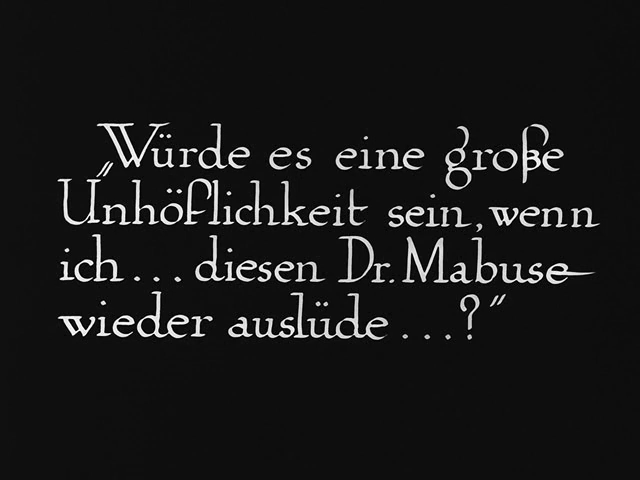 „Würde es eine große
Unhöflichkeit sein, wenn
ich... diesen Dr. Mabuse
wieder auslüde...?"